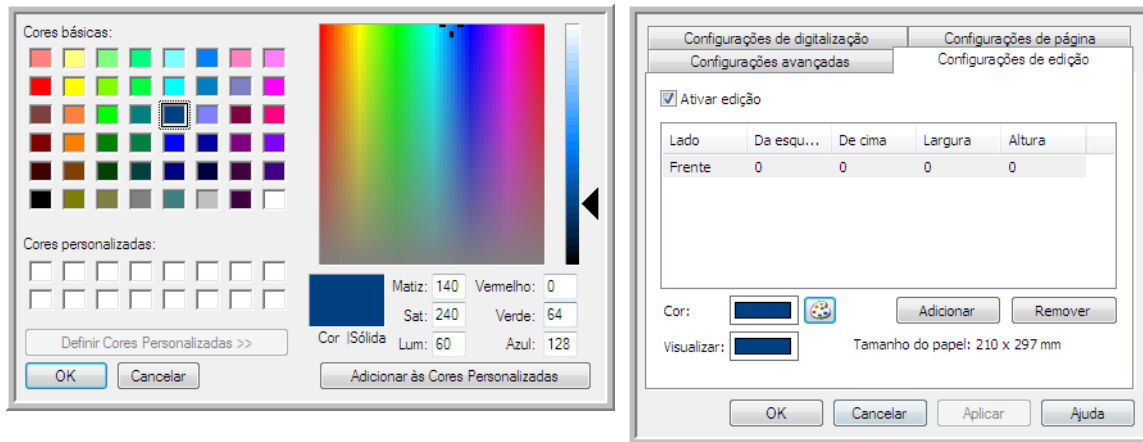 Cores básicas:
Cores personalizadas:
Definir Cores Personalizadas >>
OK Cancelar
Cor |Sólida
Matiz: 140 Vermelho: 0
Sat: 240 Verde: 64
Lum: 60 Azul: 128
Adicionar às Cores Personalizadas
Configurações de digitalização Configurações de página
Configurações avançadas Configurações de edição
Ativar edição
Lado Da esqu... De cima Largura Altura
Frente 0 0 0 0
Cor: Adicionar Remover
Visualizar: Tamanho do papel: 210 x 297 mm
OK Cancelar Aplicar Ajuda